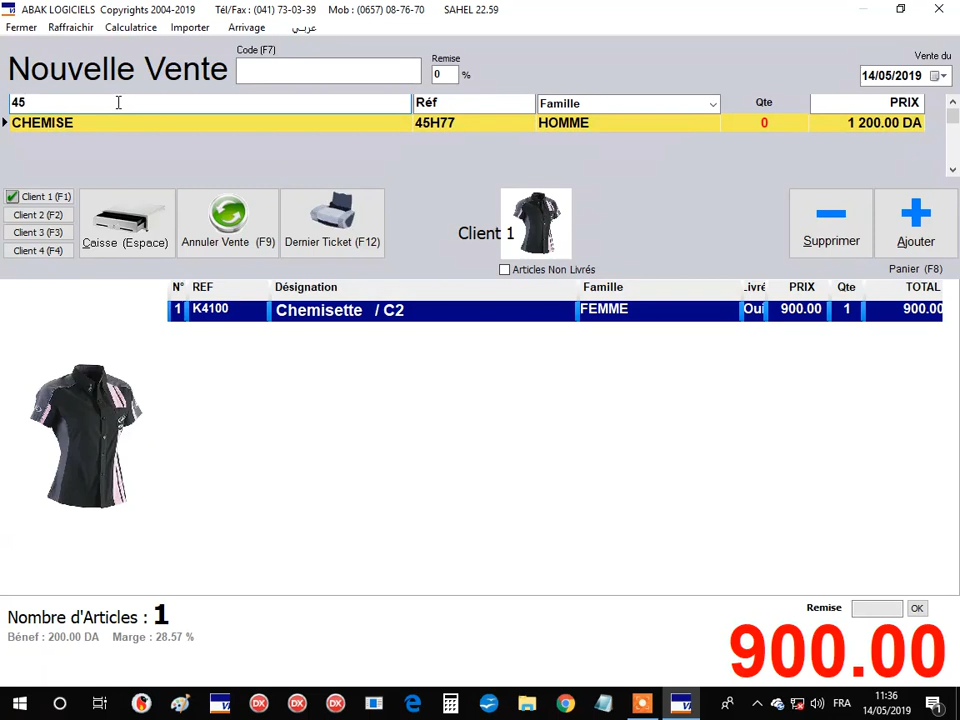 ABAK LOGICIELS Copyrights 2004-2019 Tél/Fax : (041) 73-03-39 Mob : (0657) 08-76-70 SAHEL 22.59
Fermer Raffraichir Calculatrice Importer Arrivage عربي
Nouvelle Vente Code (F7) Remise 0 % Vente du 14/05/2019
45 Réf Famille Qte PRIX
CHEMISE 45H77 HOMME 0 1 200.00 DA
Client 1 (F1)
Client 2 (F2)
Client 3 (F3)
Client 4 (F4)
Caisse (Espace) Annuler Vente (F9) Dernier Ticket (F12) Client 1 Supprimer Ajouter
Articles Non Livrés Panier (F8)
N° REF Désignation Famille Livré PRIX Qte TOTAL
1 K4100 Chemisette / C2 FEMME Oui 900.00 1 900.00
Nombre d'Articles : 1 Remise OK
Bénef : 200.00 DA Marge : 28.57 %
900.00
FRA 11:36
14/05/2019
1